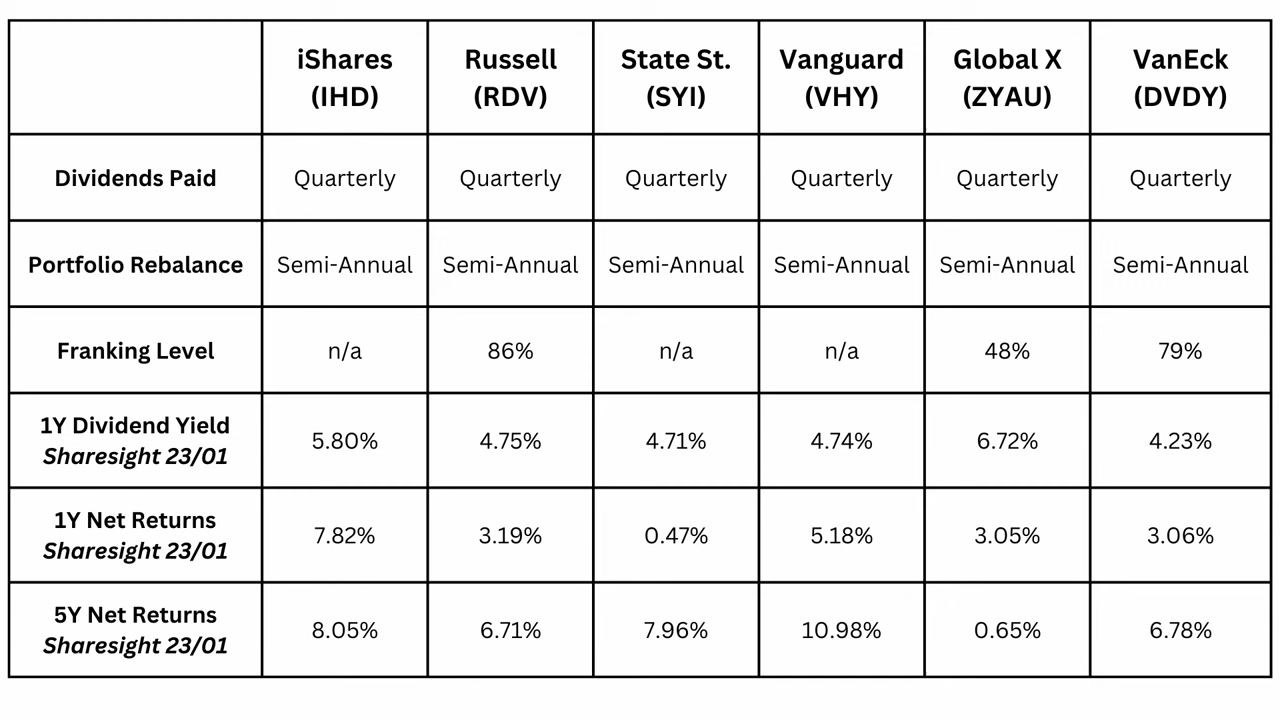 iShares (IHD) Russell (RDV) State St. (SYI) Vanguard (VHY) Global X (ZYAU) VanEck (DVDY)
Dividends Paid Quarterly Quarterly Quarterly Quarterly Quarterly Quarterly
Portfolio Rebalance Semi-Annual Semi-Annual Semi-Annual Semi-Annual Semi-Annual Semi-Annual
Franking Level n/a 86% n/a n/a 48% 79%
1Y Dividend Yield Sharesight 23/01 5.80% 4.75% 4.71% 4.74% 6.72% 4.23%
1Y Net Returns Sharesight 23/01 7.82% 3.19% 0.47% 5.18% 3.05% 3.06%
5Y Net Returns Sharesight 23/01 8.05% 6.71% 7.96% 10.98% 0.65% 6.78%